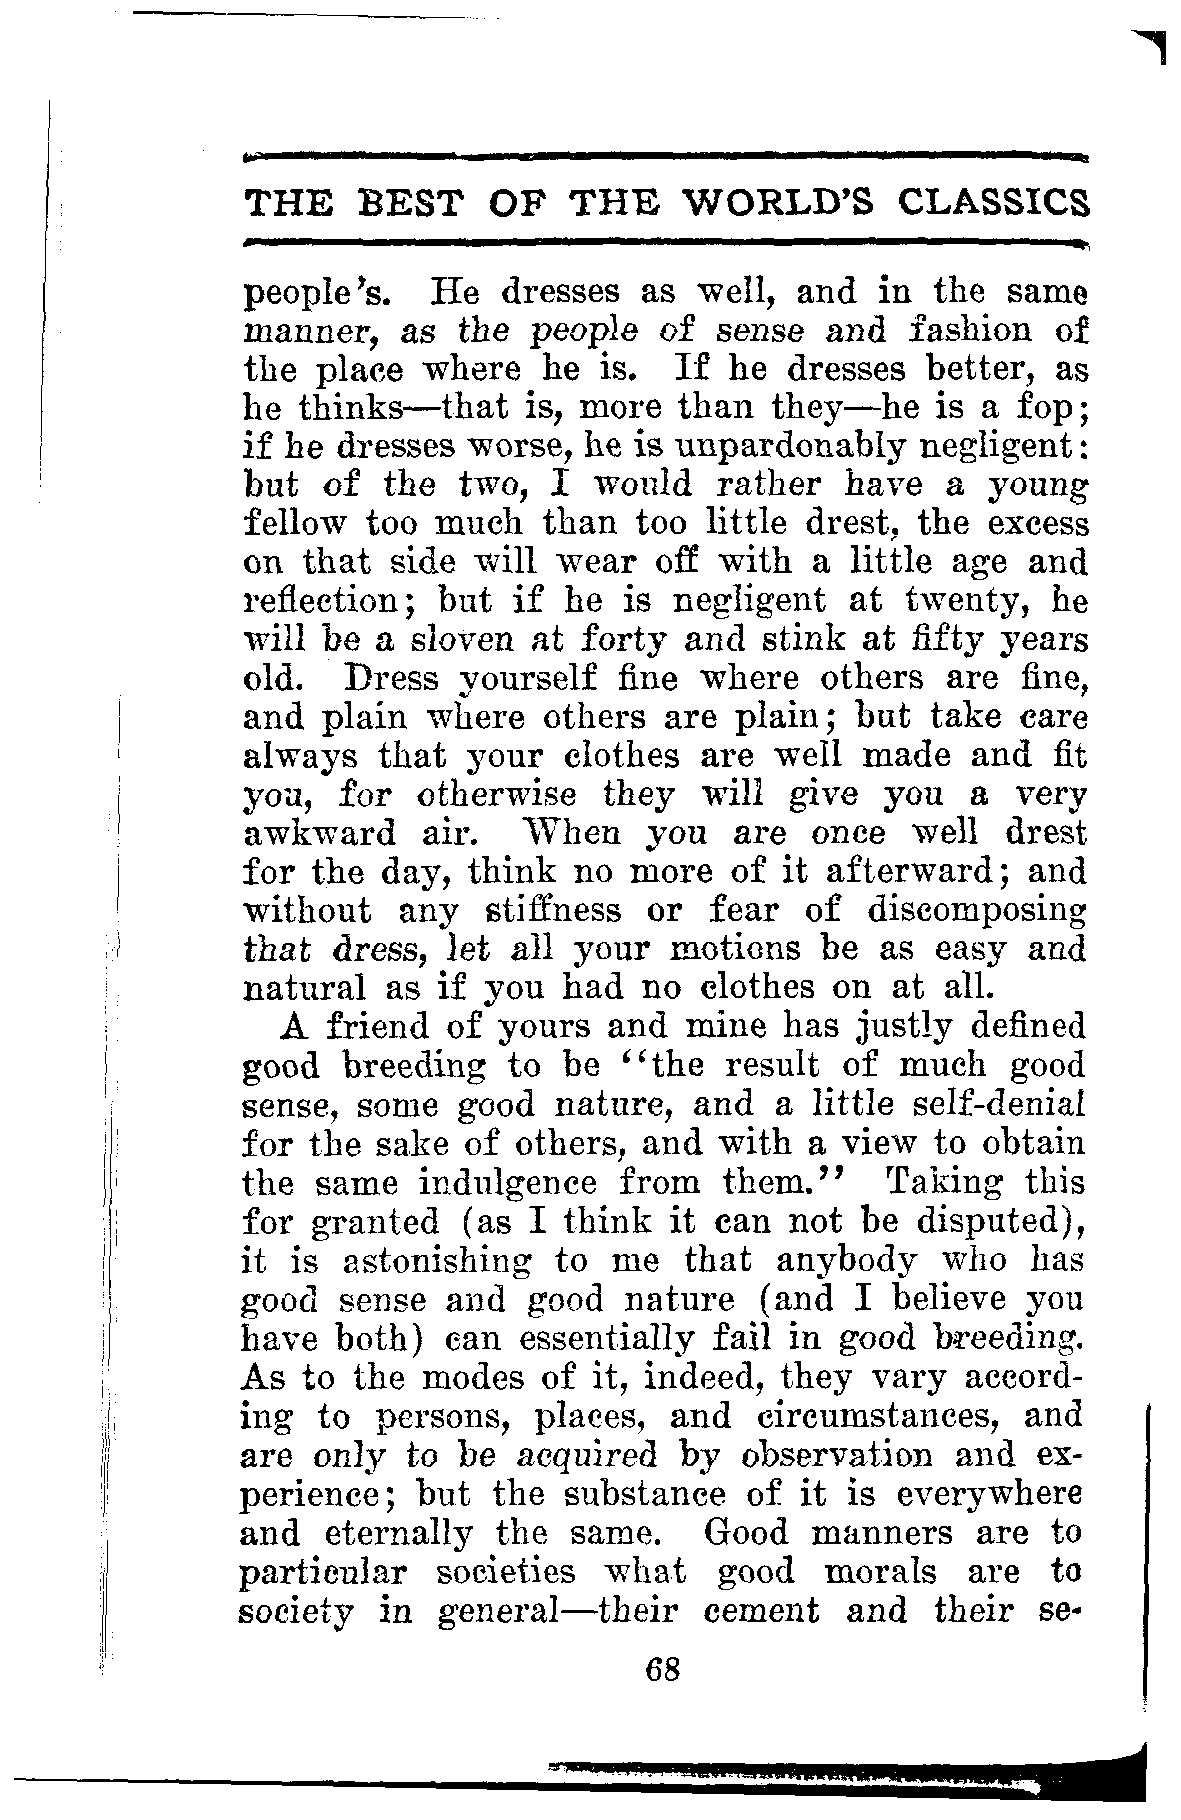 THE BEST OF THE WORLD'S CLASSICS
people's. He dresses as well, and in the same
manner, as the people of sense and fashion of
the place where he is. If he dresses better, as
he thinks—that is, more than they—he is a fop;
if he dresses worse, he is unpardonably negligent:
but of the two, I would rather have a young
fellow too much than too little drest, the excess
on that side will wear off with a little age and
reflection; but if he is negligent at twenty, he
will be a sloven at forty and stink at fifty years
old. Dress yourself fine where others are fine,
and plain where others are plain; but take care
always that your clothes are well made and fit
you, for otherwise they will give you a very
awkward air. When you are once well drest
for the day, think no more of it afterward; and
without any stiffness or fear of discomposing
that dress, let all your motions be as easy and
natural as if you had no clothes on at all.
A friend of yours and mine has justly defined
good breeding to be "the result of much good
sense, some good nature, and a little self-denial
for the sake of others, and with a view to obtain
the same indulgence from them." Taking this
for granted (as I think it can not be disputed),
it is astonishing to me that anybody who has
good sense and good nature (and I believe you
have both) can essentially fail in good breeding.
As to the modes of it, indeed, they vary accord-
ing to persons, places, and circumstances, and
are only to be acquired by observation and ex-
perience; but the substance of it is everywhere
and eternally the same. Good manners are to
particular societies what good morals are to
society in general—their cement and their se-
68